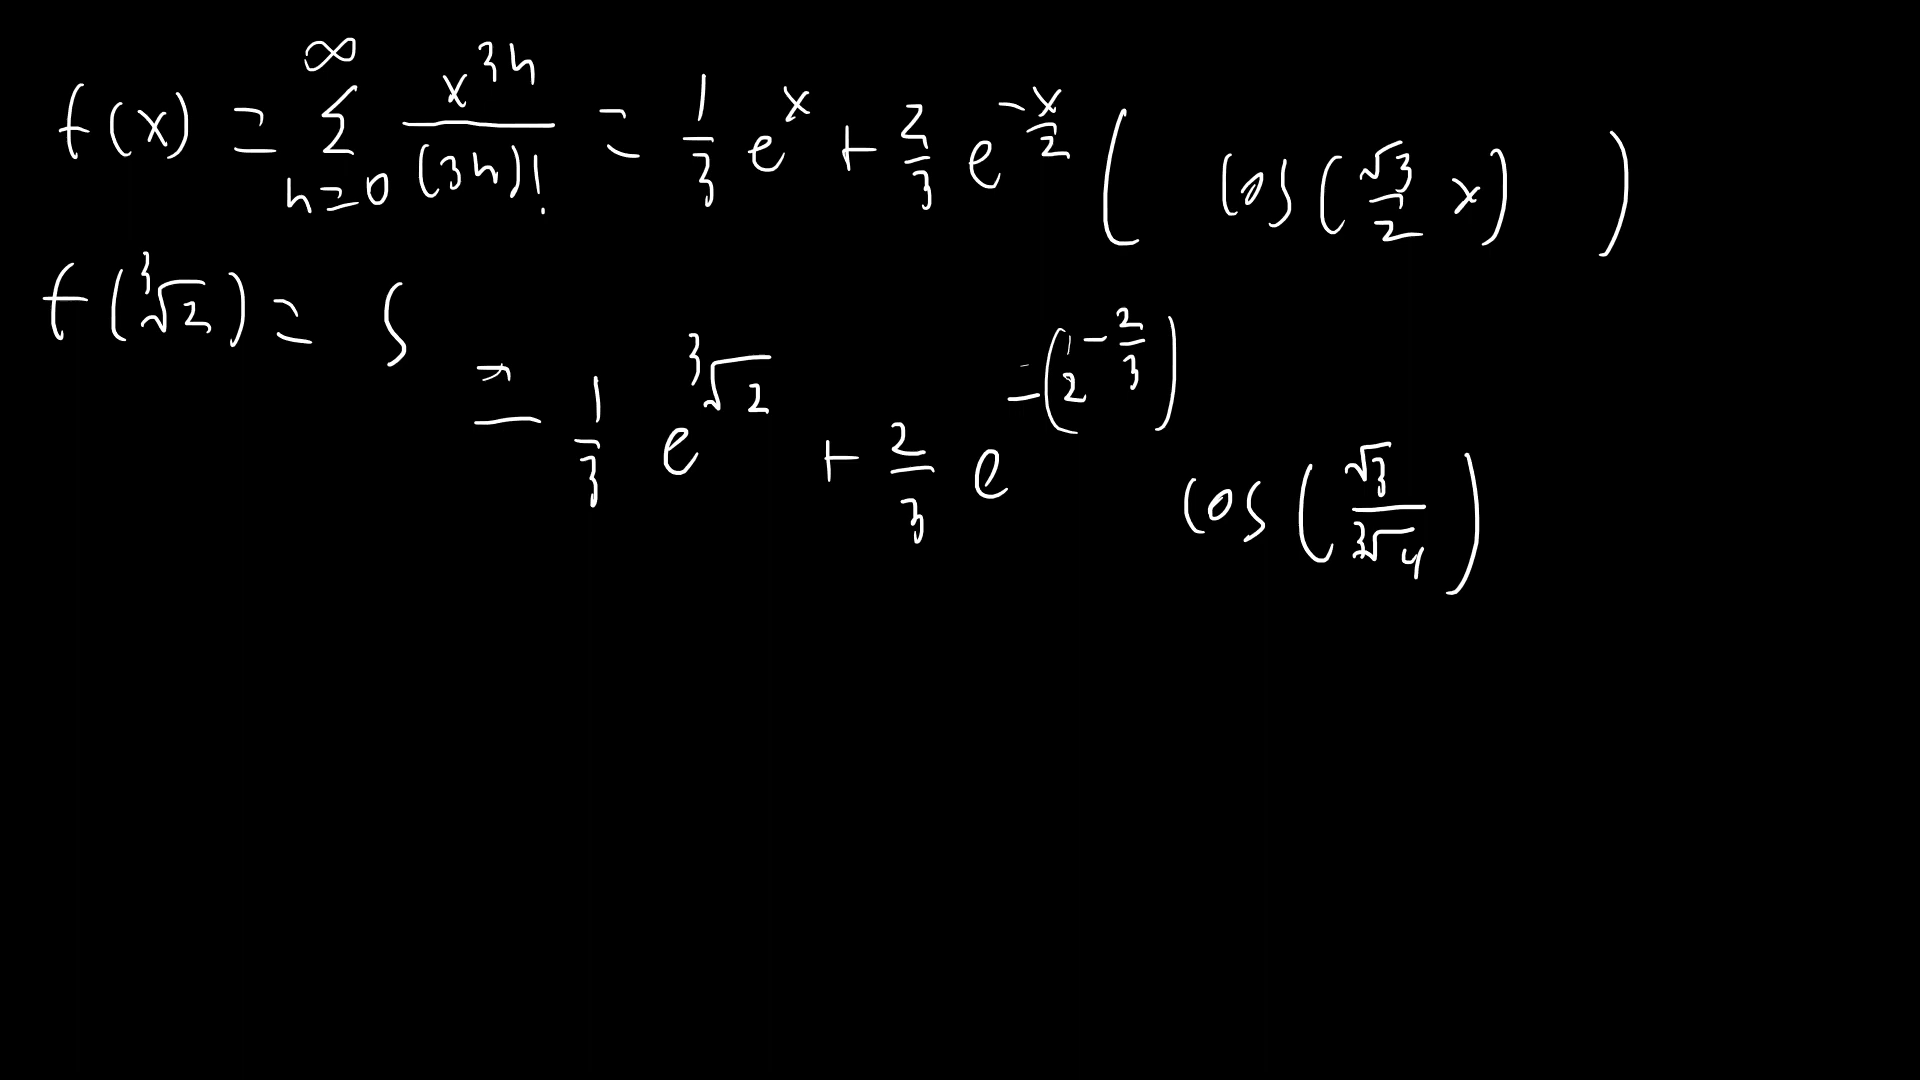 f(x) = ∞ Σ n=0 x^{3n} / (3n)! = 1/3 e^x + 2/3 e^{-x/2} ( cos(√3/2 x) )
f(∛2) = S
= 1/3 e^{∛2} + 2/3 e^{=(2^{-2/3})} cos(√3/∛4)